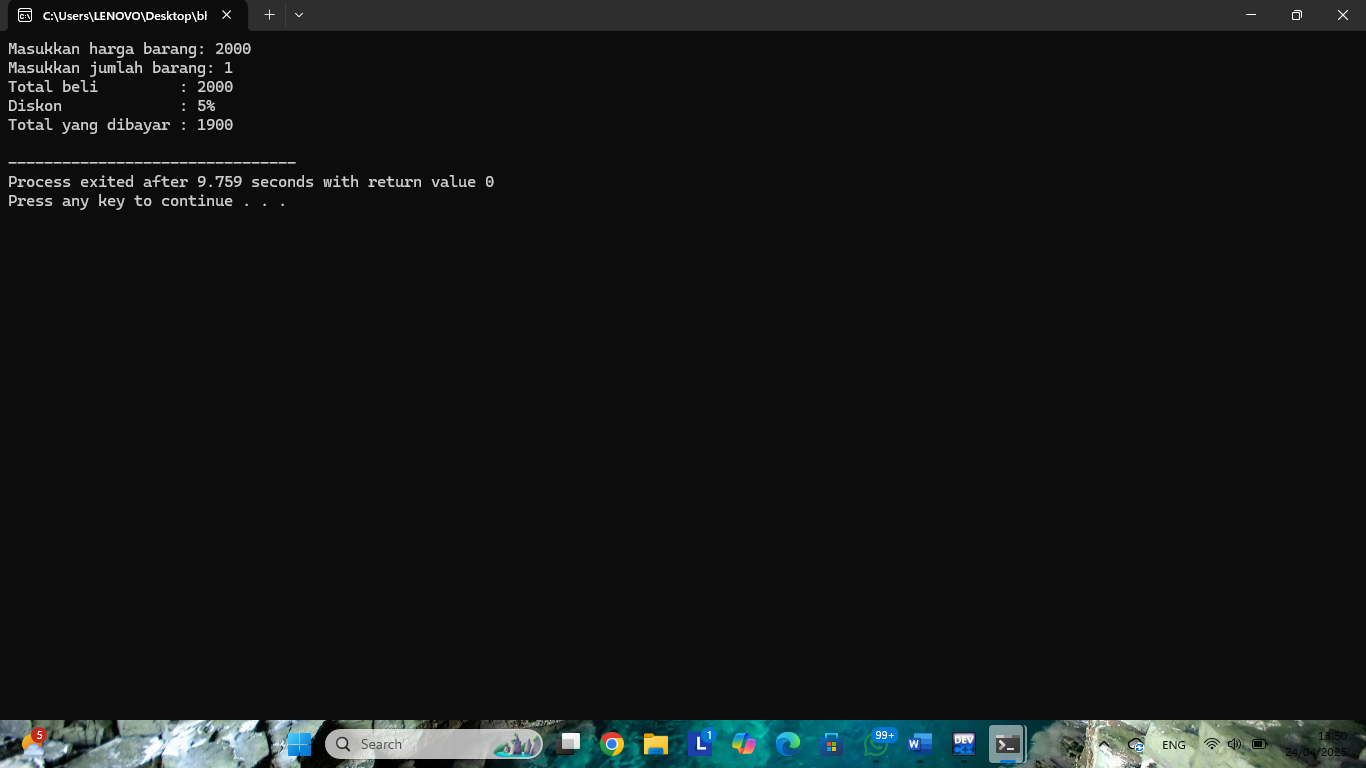 C:\Users\LENOVO\Desktop\bl
Masukkan harga barang: 2000
Masukkan jumlah barang: 1
Total beli         : 2000
Diskon             : 5%
Total yang dibayar : 1900
--------------------------------
Process exited after 9.759 seconds with return value 0
Press any key to continue . . .
5
Search
L 1
99+
W
DEV
ENG
13:50
24/04/2025